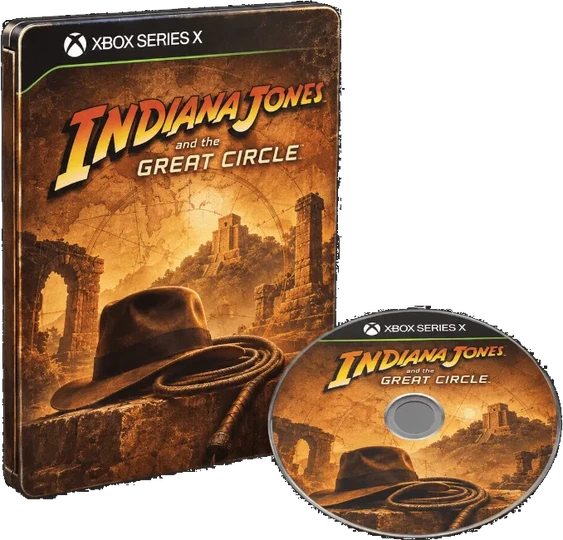 XBOX SERIES X
INDIANA JONES
and the
GREAT CIRCLE
XBOX SERIES X
INDIANA JONES
and the
GREAT CIRCLE